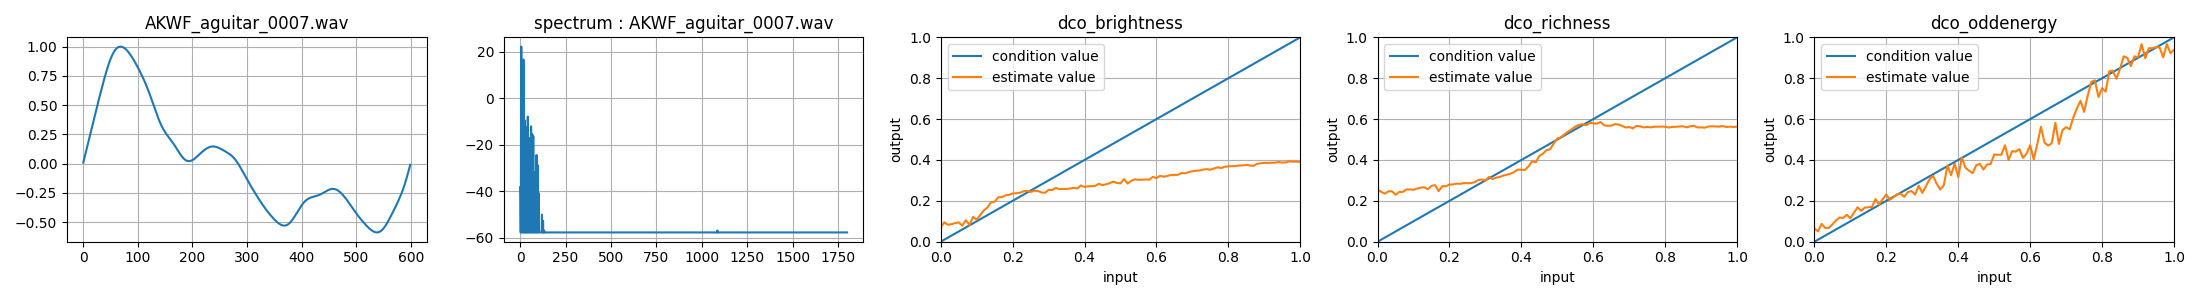 AKWF_aguitar_0007.wav
1.00
0.75
0.50
0.25
0.00
−0.25
−0.50
0 100 200 300 400 500 600
spectrum : AKWF_aguitar_0007.wav
20
0
−20
−40
−60
0 250 500 750 1000 1250 1500 1750
dco_brightness
condition value
estimate value
output
1.0
0.8
0.6
0.4
0.2
0.0
0.0 0.2 0.4 0.6 0.8 1.0
input
dco_richness
condition value
estimate value
output
1.0
0.8
0.6
0.4
0.2
0.0
0.0 0.2 0.4 0.6 0.8 1.0
input
dco_oddenergy
condition value
estimate value
output
1.0
0.8
0.6
0.4
0.2
0.0
0.0 0.2 0.4 0.6 0.8 1.0
input